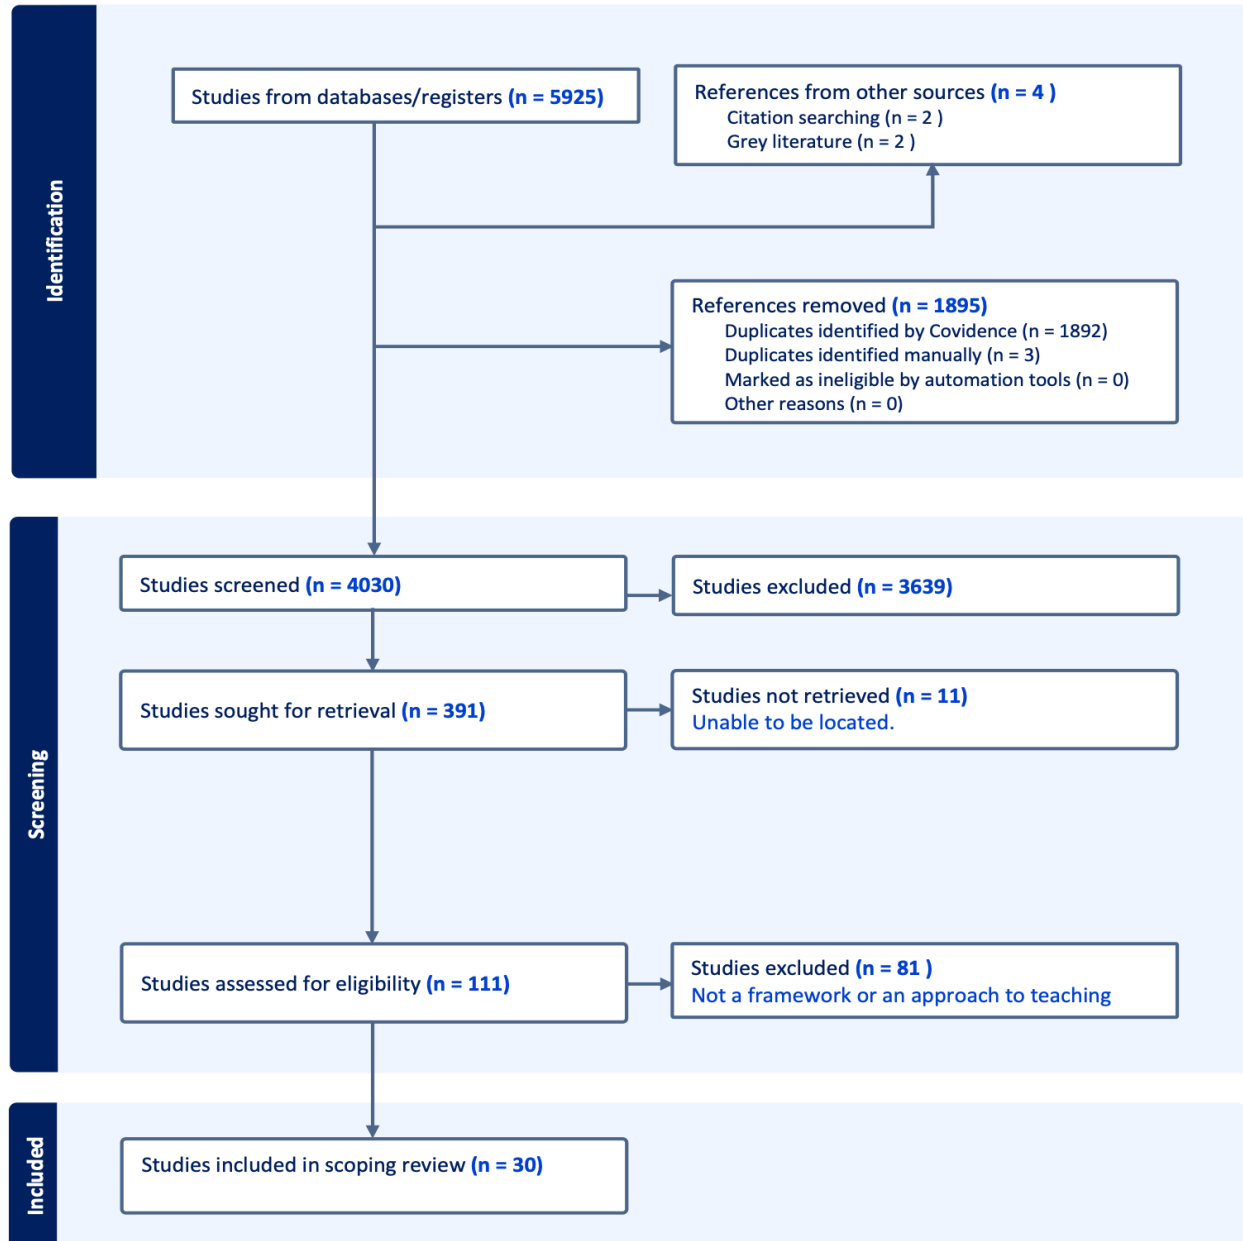 Identification
Studies from databases/registers (n = 5925)
References from other sources (n = 4 )
Citation searching (n = 2 )
Grey literature (n = 2 )
References removed (n = 1895)
Duplicates identified by Covidence (n = 1892)
Duplicates identified manually (n = 3)
Marked as ineligible by automation tools (n = 0)
Other reasons (n = 0)
Screening
Studies screened (n = 4030)
Studies excluded (n = 3639)
Studies sought for retrieval (n = 391)
Studies not retrieved (n = 11)
Unable to be located.
Studies assessed for eligibility (n = 111)
Studies excluded (n = 81 )
Not a framework or an approach to teaching
Included
Studies included in scoping review (n = 30)